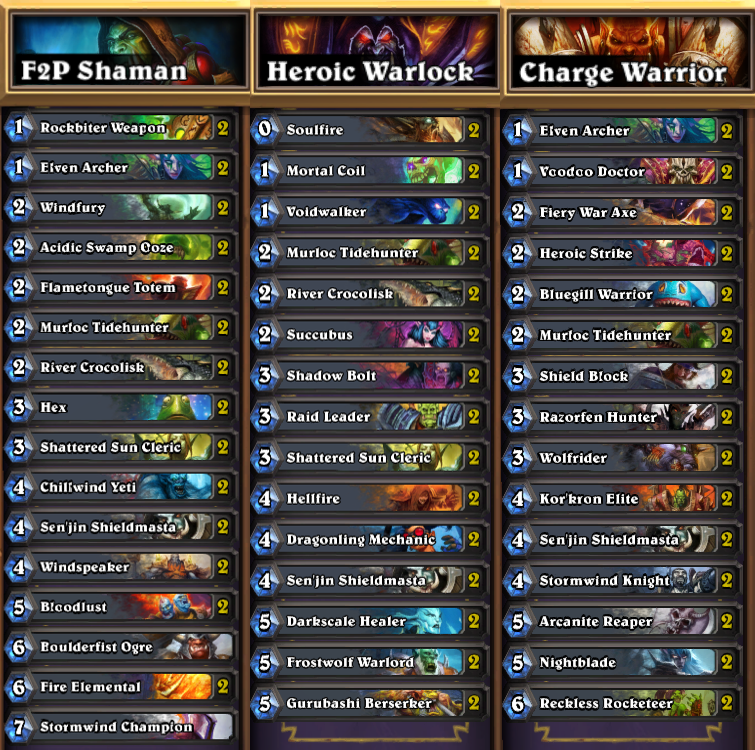 F2P Shaman
1 Rockbiter Weapon 2
1 Elven Archer 2
2 Windfury 2
2 Acidic Swamp Ooze 2
2 Flametongue Totem 2
2 Murloc Tidehunter 2
2 River Crocolisk 2
3 Hex 2
3 Shattered Sun Cleric 2
4 Chillwind Yeti 2
4 Sen'jin Shieldmasta 2
4 Windspeaker 2
5 Bloodlust 2
6 Boulderfist Ogre
6 Fire Elemental 2
7 Stormwind Champion
Heroic Warlock
0 Soulfire 2
1 Mortal Coil 2
1 Voidwalker 2
2 Murloc Tidehunter 2
2 River Crocolisk 2
2 Succubus 2
3 Shadow Bolt 2
3 Raid Leader 2
3 Shattered Sun Cleric 2
4 Hellfire 2
4 Dragonling Mechanic 2
4 Sen'jin Shieldmasta 2
5 Darkscale Healer 2
5 Frostwolf Warlord 2
5 Gurubashi Berserker 2
Charge Warrior
1 Elven Archer 2
1 Voodoo Doctor 2
2 Fiery War Axe 2
2 Heroic Strike 2
2 Bluegill Warrior 2
2 Murloc Tidehunter 2
3 Shield Block 2
3 Razorfen Hunter 2
3 Wolfrider 2
4 Kor'kron Elite 2
4 Sen'jin Shieldmasta 2
4 Stormwind Knight 2
5 Arcanite Reaper 2
5 Nightblade 2
6 Reckless Rocketeer 2